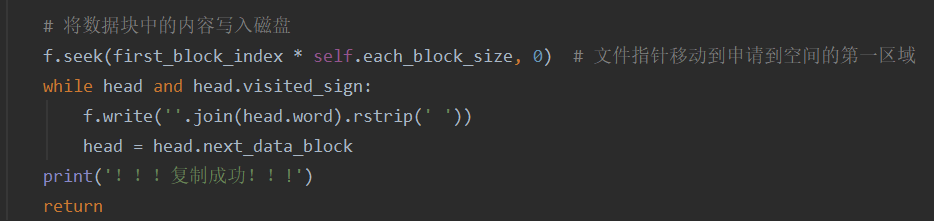 # 将数据块中的内容写入磁盘
f.seek(first_block_index * self.each_block_size, 0)  # 文件指针移动到申请到空间的第一区域
while head and head.visited_sign:
    f.write(''.join(head.word).rstrip(' '))
    head = head.next_data_block
print('！！！复制成功！！!')
return